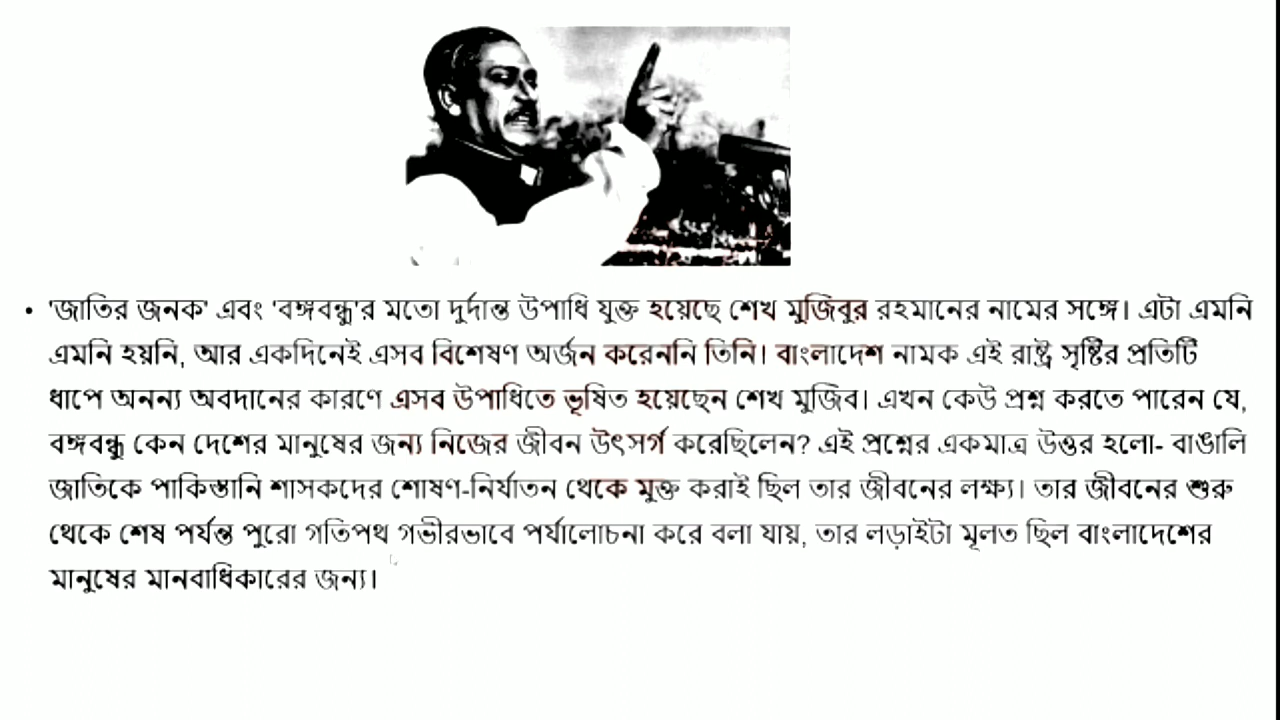 • 'জাতির জনক' এবং 'বঙ্গবন্ধু'র মতো দুর্দান্ত উপাধি যুক্ত হয়েছে শেখ মুজিবুর রহমানের নামের সঙ্গে। এটা এমনি
এমনি হয়নি, আর একদিনেই এসব বিশেষণ অর্জন করেননি তিনি। বাংলাদেশ নামক এই রাষ্ট্র সৃষ্টির প্রতিটি
ধাপে অনন্য অবদানের কারণে এসব উপাধিতে ভূষিত হয়েছেন শেখ মুজিব। এখন কেউ প্রশ্ন করতে পারেন যে,
বঙ্গবন্ধু কেন দেশের মানুষের জন্য নিজের জীবন উৎসর্গ করেছিলেন? এই প্রশ্নের একমাত্র উত্তর হলো- বাঙালি
জাতিকে পাকিস্তানি শাসকদের শোষণ-নির্যাতন থেকে মুক্ত করাই ছিল তার জীবনের লক্ষ্য। তার জীবনের শুরু
থেকে শেষ পর্যন্ত পুরো গতিপথ গভীরভাবে পর্যালোচনা করে বলা যায়, তার লড়াইটা মূলত ছিল বাংলাদেশের
মানুষের মানবাধিকারের জন্য।